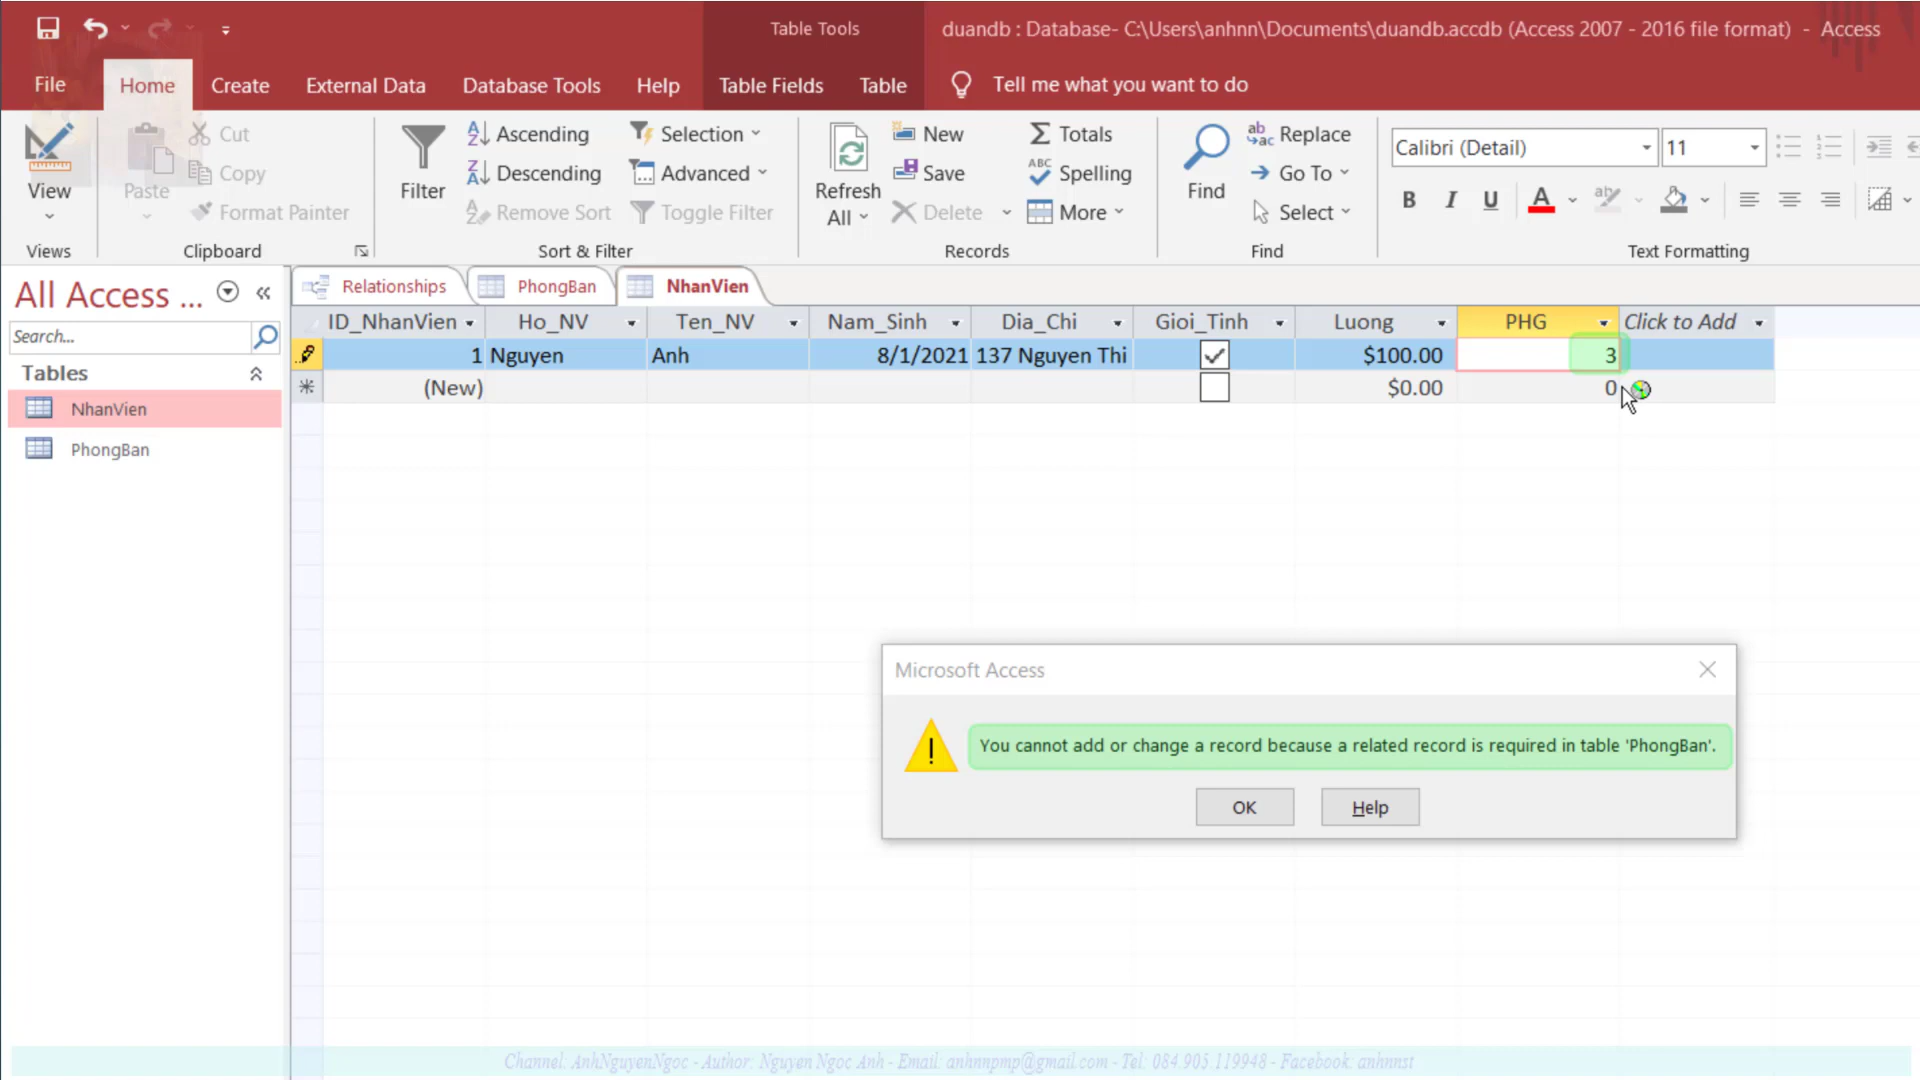 Table Tools
duandb : Database- C:\Users\anhnn\Documents\duandb.accdb (Access 2007 - 2016 file format) - Access
File Home Create External Data Database Tools Help Table Fields Table Tell me what you want to do
View
Views
Paste
Cut
Copy
Format Painter
Clipboard
Filter
Ascending
Descending
Remove Sort
Selection
Advanced
Toggle Filter
Sort & Filter
Refresh
All
New
Save
Delete
Totals
Spelling
More
Records
Find
Replace
Go To
Select
Find
Calibri (Detail) 11
B I U A
Text Formatting
All Access ...
Search...
Tables
NhanVien
PhongBan
Relationships PhongBan NhanVien
ID_NhanVien Ho_NV Ten_NV Nam_Sinh Dia_Chi Gioi_Tinh Luong PHG Click to Add
1 Nguyen Anh 8/1/2021 137 Nguyen Thi $100.00 3
(New) $0.00 0
Microsoft Access
You cannot add or change a record because a related record is required in table 'PhongBan'.
OK Help
Channel: AnhNguyenNgoc - Author: Nguyen Ngoc Anh - Email: anhnnpmp@gmail.com - Tel: 084.905.119948 - Facebook: anhnnst